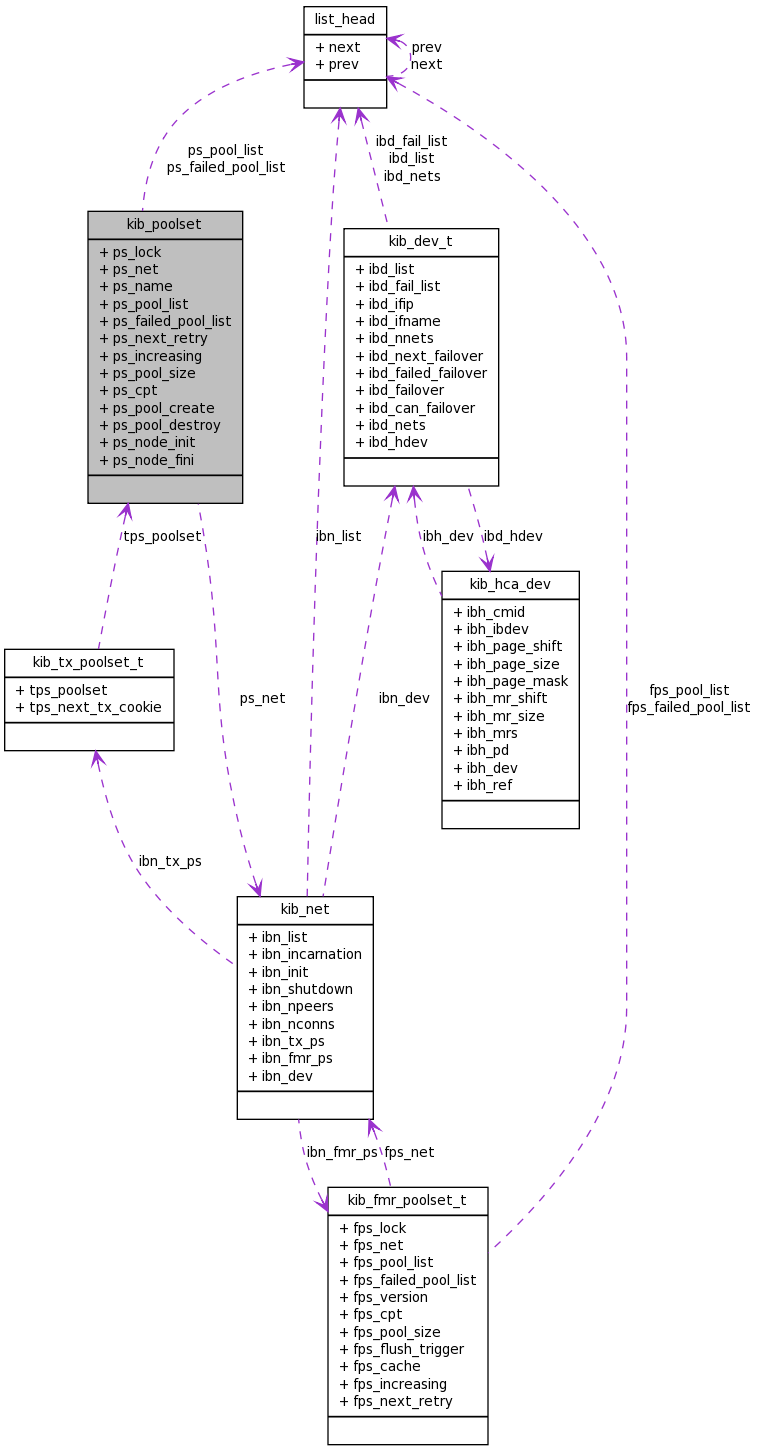 list_head
+ next
+ prev
prev
next
ps_pool_list
ps_failed_pool_list
ibd_fail_list
ibd_list
ibd_nets
kib_poolset
+ ps_lock
+ ps_net
+ ps_name
+ ps_pool_list
+ ps_failed_pool_list
+ ps_next_retry
+ ps_increasing
+ ps_pool_size
+ ps_cpt
+ ps_pool_create
+ ps_pool_destroy
+ ps_node_init
+ ps_node_fini
kib_dev_t
+ ibd_list
+ ibd_fail_list
+ ibd_ifip
+ ibd_ifname
+ ibd_nnets
+ ibd_next_failover
+ ibd_failed_failover
+ ibd_failover
+ ibd_can_failover
+ ibd_nets
+ ibd_hdev
tps_poolset
ibn_list
ibh_dev
ibd_hdev
kib_hca_dev
+ ibh_cmid
+ ibh_ibdev
+ ibh_page_shift
+ ibh_page_size
+ ibh_page_mask
+ ibh_mr_shift
+ ibh_mr_size
+ ibh_mrs
+ ibh_pd
+ ibh_dev
+ ibh_ref
kib_tx_poolset_t
+ tps_poolset
+ tps_next_tx_cookie
ps_net
ibn_dev
fps_pool_list
fps_failed_pool_list
ibn_tx_ps
kib_net
+ ibn_list
+ ibn_incarnation
+ ibn_init
+ ibn_shutdown
+ ibn_npeers
+ ibn_nconns
+ ibn_tx_ps
+ ibn_fmr_ps
+ ibn_dev
ibn_fmr_ps
fps_net
kib_fmr_poolset_t
+ fps_lock
+ fps_net
+ fps_pool_list
+ fps_failed_pool_list
+ fps_version
+ fps_cpt
+ fps_pool_size
+ fps_flush_trigger
+ fps_cache
+ fps_increasing
+ fps_next_retry